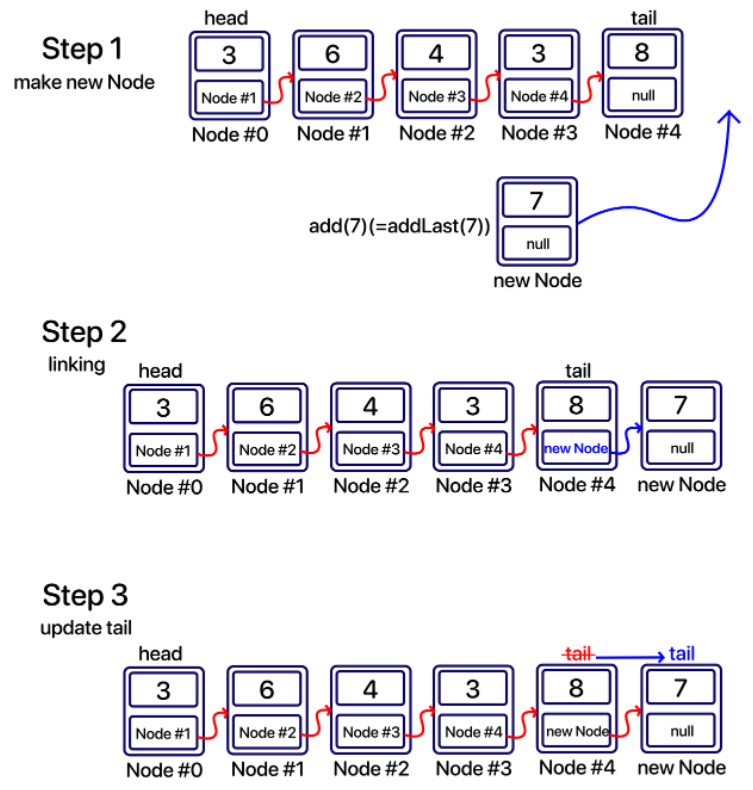 Step 1
make new Node
head tail
3 6 4 3 8
Node #1 Node #2 Node #3 Node #4 null
Node #0 Node #1 Node #2 Node #3 Node #4
add(7)(=addLast(7))
7
null
new Node
Step 2
linking
head tail
3 6 4 3 8 7
Node #1 Node #2 Node #3 Node #4 new Node null
Node #0 Node #1 Node #2 Node #3 Node #4 new Node
Step 3
update tail
head tail tail
3 6 4 3 8 7
Node #1 Node #2 Node #3 Node #4 new Node null
Node #0 Node #1 Node #2 Node #3 Node #4 new Node